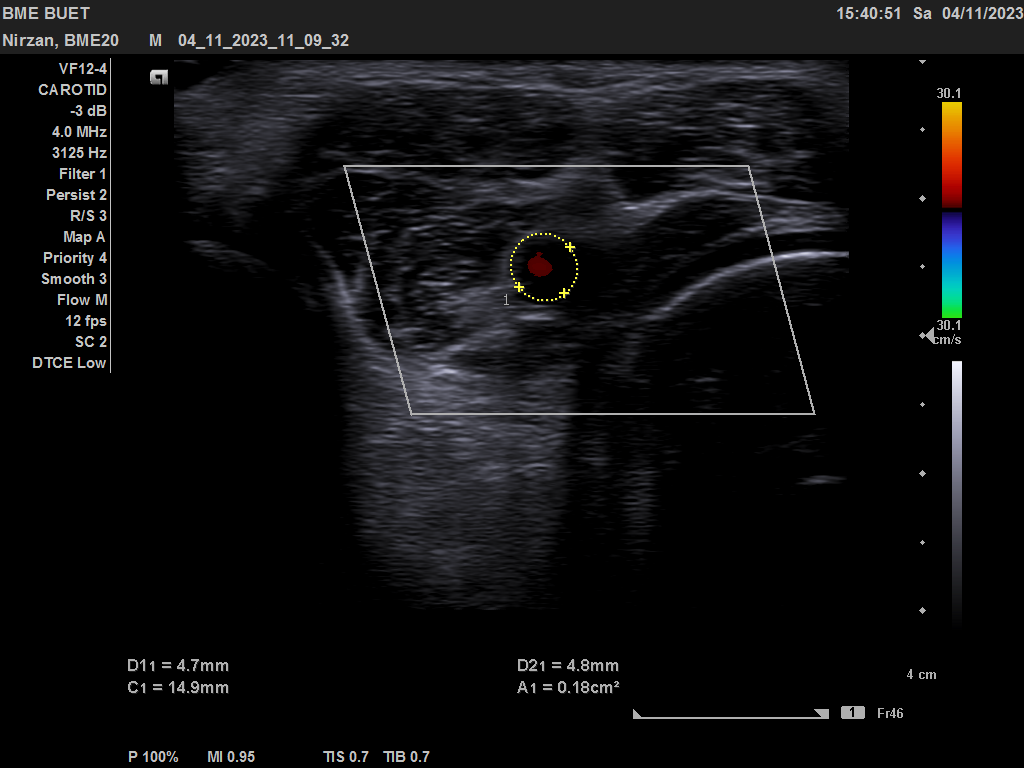 BME BUET 15:40:51 Sa 04/11/2023
Nirzan, BME20 M 04_11_2023_11_09_32
VF12-4
CAROTID
-3 dB
4.0 MHz
3125 Hz
Filter 1
Persist 2
R/S 3
Map A
Priority 4
Smooth 3
Flow M
12 fps
SC 2
DTCE Low
30.1
30.1
cm/s
1
D1₁ = 4.7mm D2₁ = 4.8mm
C₁ = 14.9mm A₁ = 0.18cm²
4 cm
1 Fr46
P 100% MI 0.95 TIS 0.7 TIB 0.7